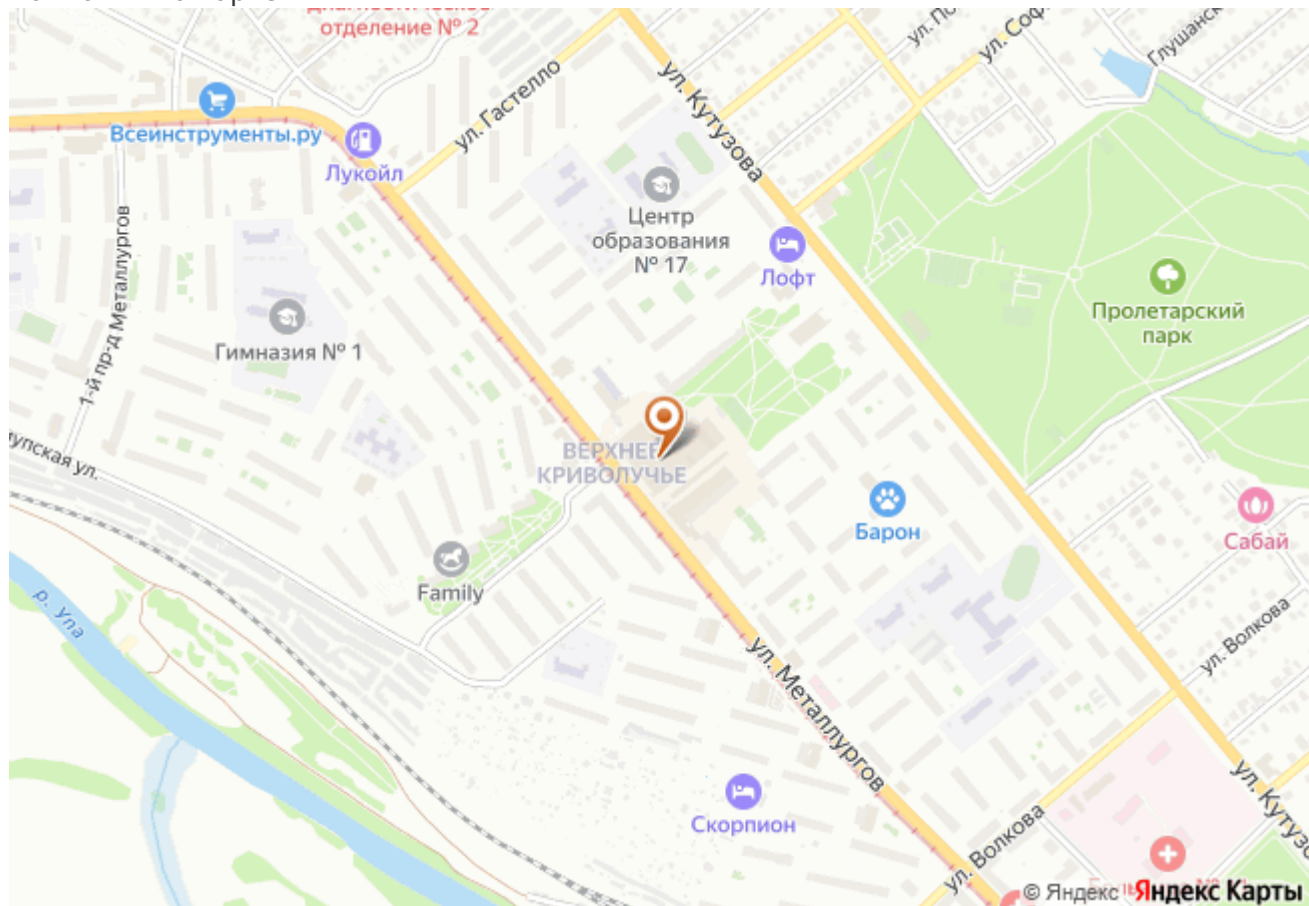 отделение № 2
ул. Гастелло
ул. Кутузова
Глушанск
Всеинструменты.ру
Лукойл
Центр
образования
№ 17
Лофт
1-й пр-д Металлургов
Гимназия № 1
Пролетарский
парк
ВЕРХНЕЕ
КРИВОЛУЧЬЕ
Барон
Сабай
Family
р. Упа
ул. Волкова
ул. Металлургов
Скорпион
ул. Волкова
ул. Кутузо
© Яндекс Яндекс Карты